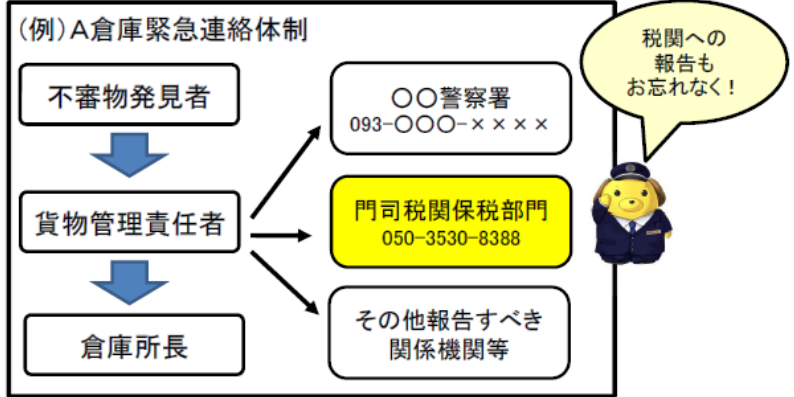 (例)A倉庫緊急連絡体制
不審物発見者
貨物管理責任者
倉庫所長
〇〇警察署
093-〇〇〇-××××
門司税関保税部門
050-3530-8388
その他報告すべき
関係機関等
税関への
報告も
お忘れなく!